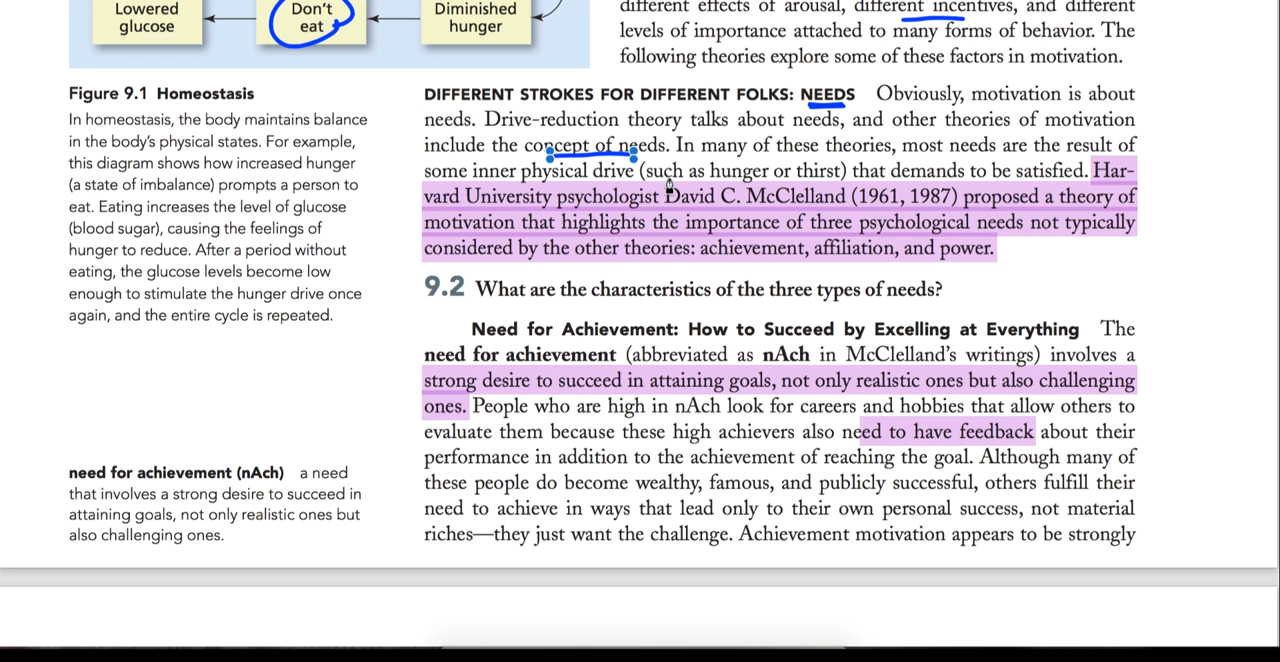 Lowered
glucose
Don't
eat
Diminished
hunger
different effects of arousal, different incentives, and different
levels of importance attached to many forms of behavior. The
following theories explore some of these factors in motivation.
Figure 9.1 Homeostasis
In homeostasis, the body maintains balance
in the body's physical states. For example,
this diagram shows how increased hunger
(a state of imbalance) prompts a person to
eat. Eating increases the level of glucose
(blood sugar), causing the feelings of
hunger to reduce. After a period without
eating, the glucose levels become low
enough to stimulate the hunger drive once
again, and the entire cycle is repeated.
DIFFERENT STROKES FOR DIFFERENT FOLKS: NEEDS Obviously, motivation is about
needs. Drive-reduction theory talks about needs, and other theories of motivation
include the concept of needs. In many of these theories, most needs are the result of
some inner physical drive (such as hunger or thirst) that demands to be satisfied. Har-
vard University psychologist David C. McClelland (1961, 1987) proposed a theory of
motivation that highlights the importance of three psychological needs not typically
considered by the other theories: achievement, affiliation, and power.
9.2 What are the characteristics of the three types of needs?
Need for Achievement: How to Succeed by Excelling at Everything The
need for achievement (abbreviated as nAch in McClelland's writings) involves a
strong desire to succeed in attaining goals, not only realistic ones but also challenging
ones. People who are high in nAch look for careers and hobbies that allow others to
evaluate them because these high achievers also need to have feedback about their
performance in addition to the achievement of reaching the goal. Although many of
these people do become wealthy, famous, and publicly successful, others fulfill their
need to achieve in ways that lead only to their own personal success, not material
riches—they just want the challenge. Achievement motivation appears to be strongly
need for achievement (nAch) a need
that involves a strong desire to succeed in
attaining goals, not only realistic ones but
also challenging ones.